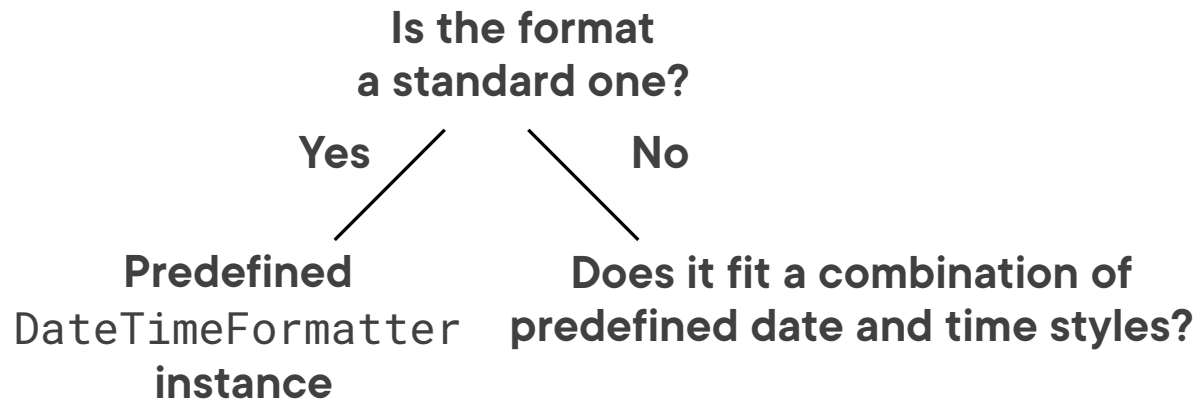 Is the format
a standard one?
Yes
No
Predefined
DateTimeFormatter
instance
Does it fit a combination of
predefined date and time styles?